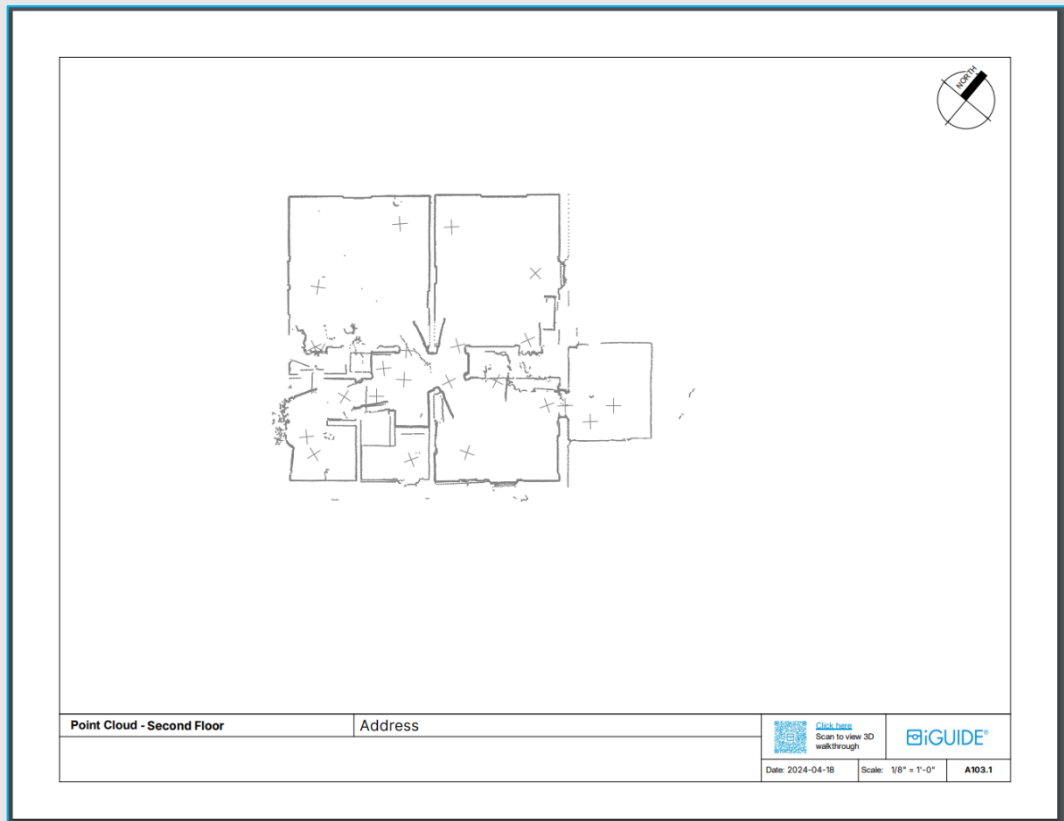 NORTH
Point Cloud - Second Floor
Address
Click here
Scan to view 3D
walkthrough
iGUIDE®
Date: 2024-04-18
Scale: 1/8" = 1'-0"
A103.1